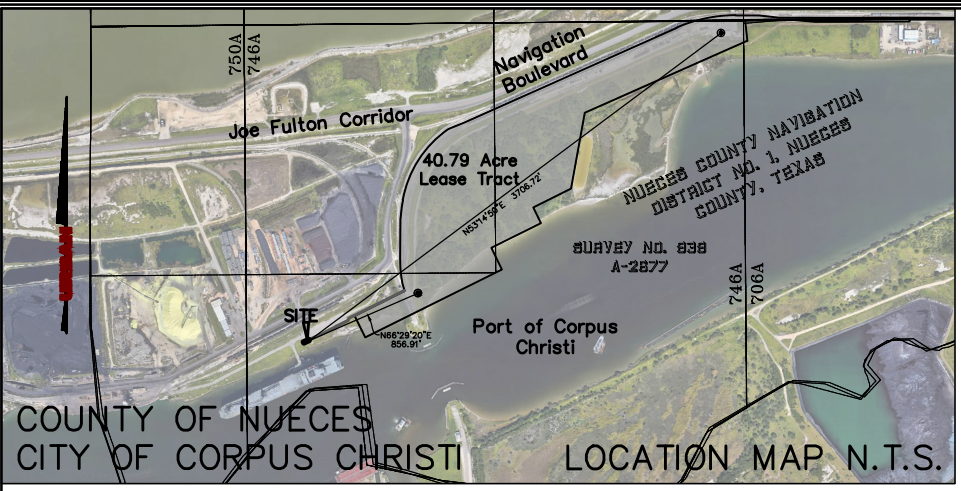 750A
746A
Navigation
Boulevard
Joe Fulton Corridor
40.79 Acre
Lease Tract
N53°14'59"E 3706.72'
NUECES COUNTY NAVIGATION
DISTRICT NO. 1, NUECES
COUNTY, TEXAS
SURVEY NO. 838
A-2877
746A
706A
SITE
N66°29'20"E
856.91'
Port of Corpus
Christi
COUNTY OF NUECES
CITY OF CORPUS CHRISTI
LOCATION MAP N.T.S.